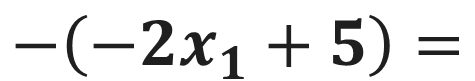 −(−2x₁ + 5) =